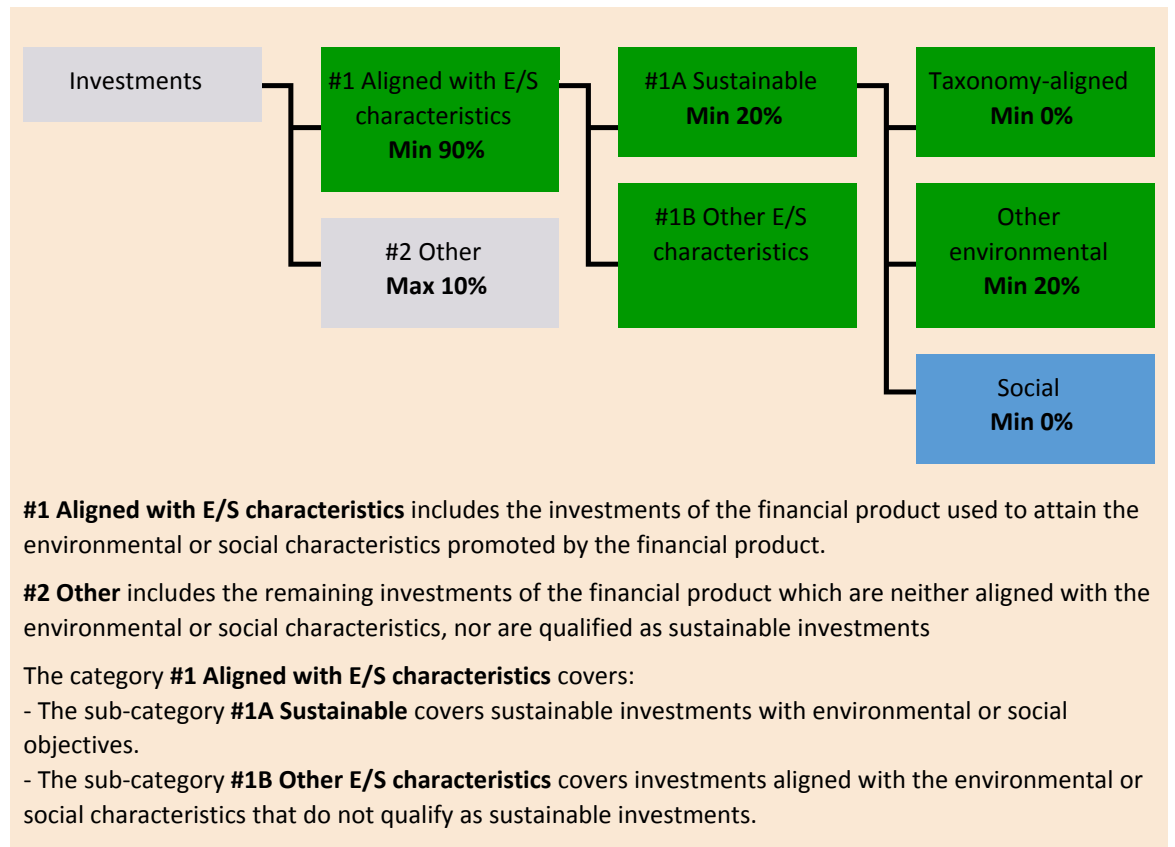 Investments
#1 Aligned with E/S
characteristics
Min 90%
#2 Other
Max 10%
#1A Sustainable
Min 20%
#1B Other E/S
characteristics
Taxonomy-aligned
Min 0%
Other
environmental
Min 20%
Social
Min 0%
#1 Aligned with E/S characteristics includes the investments of the financial product used to attain the
environmental or social characteristics promoted by the financial product.
#2 Other includes the remaining investments of the financial product which are neither aligned with the
environmental or social characteristics, nor are qualified as sustainable investments
The category #1 Aligned with E/S characteristics covers:
- The sub-category #1A Sustainable covers sustainable investments with environmental or social
objectives.
- The sub-category #1B Other E/S characteristics covers investments aligned with the environmental or
social characteristics that do not qualify as sustainable investments.